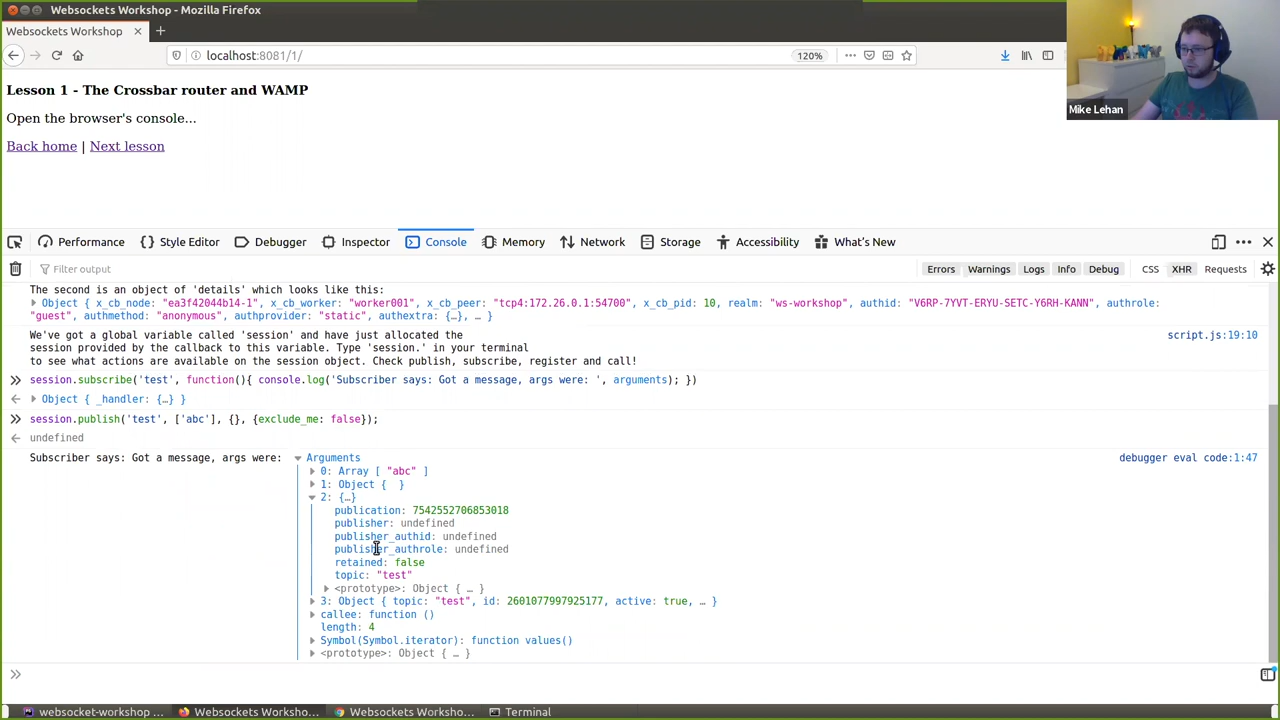 Websockets Workshop - Mozilla Firefox
Websockets Workshop
localhost:8081/1/
120%
Mike Lehan
Lesson 1 - The Crossbar router and WAMP
Open the browser's console...
Back home | Next lesson
Performance Style Editor Debugger Inspector Console Memory Network Storage Accessibility What's New
Filter output Errors Warnings Logs Info Debug CSS XHR Requests
The second is an object of 'details' which looks like this:
Object { x_cb_node: "ea3f42044b14-1", x_cb_worker: "worker001", x_cb_peer: "tcp4:172.26.0.1:54700", x_cb_pid: 10, realm: "ws-workshop", authid: "V6RP-7YVT-ERYU-SETC-Y6RH-KANN", authrole:
"guest", authmethod: "anonymous", authprovider: "static", authextra: {…}, … }
We've got a global variable called 'session' and have just allocated the script.js:19:10
session provided by the callback to this variable. Type 'session.' in your terminal
to see what actions are available on the session object. Check publish, subscribe, register and call!
session.subscribe('test', function(){ console.log('Subscriber says: Got a message, args were: ', arguments); })
Object { _handler: {…} }
session.publish('test', ['abc'], {}, {exclude_me: false});
undefined
Subscriber says: Got a message, args were: Arguments debugger eval code:1:47
0: Array [ "abc" ]
1: Object { }
2: {…}
publication: 7542552706853018
publisher: undefined
publisher_authid: undefined
publisher_authrole: undefined
retained: false
topic: "test"
<prototype>: Object { … }
3: Object { topic: "test", id: 2601077997925177, active: true, … }
callee: function ()
length: 4
Symbol(Symbol.iterator): function values()
<prototype>: Object { … }
websocket-workshop ... Websockets Worksho... Websockets Worksho... Terminal